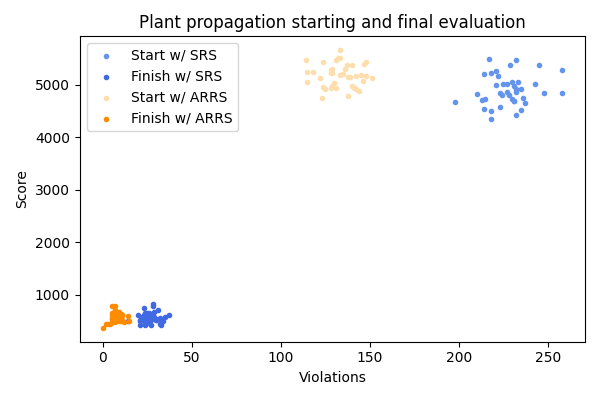 Plant propagation starting and final evaluation
Start w/ SRS
Finish w/ SRS
Start w/ ARRS
Finish w/ ARRS
Score
5000
4000
3000
2000
1000
0 50 100 150 200 250
Violations